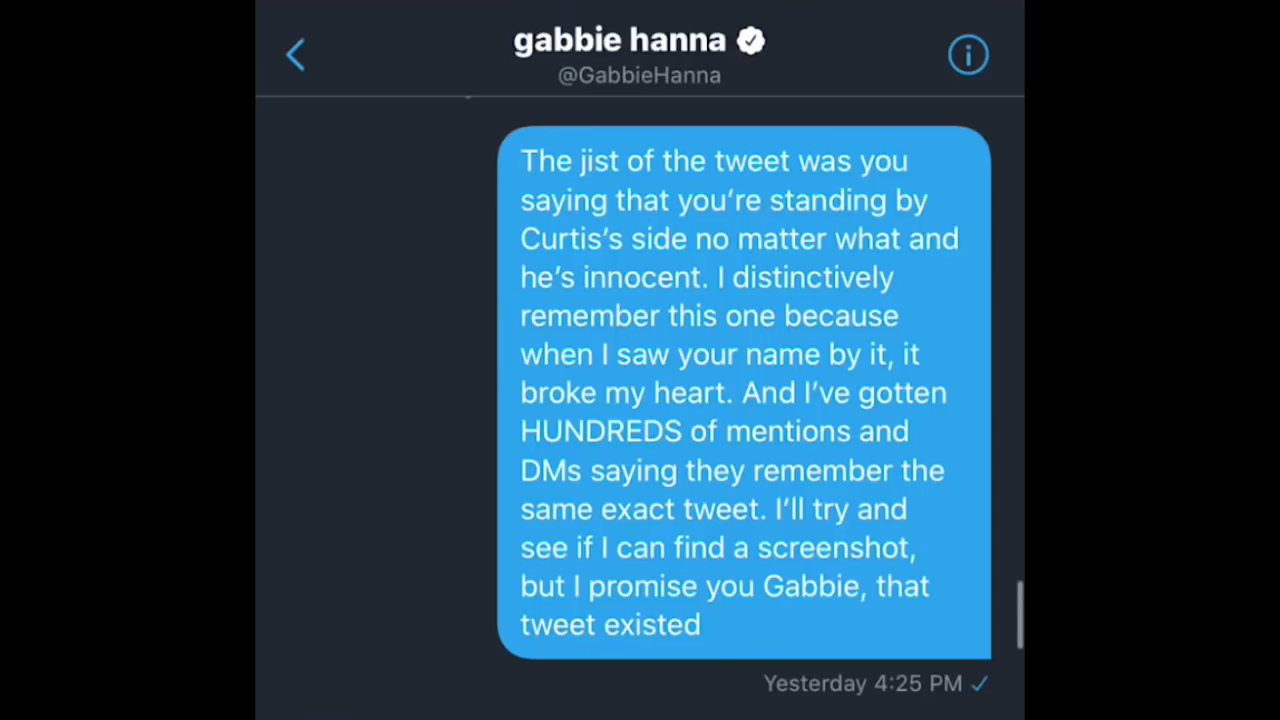 gabbie hanna
@GabbieHanna
The jist of the tweet was you
saying that you’re standing by
Curtis’s side no matter what and
he’s innocent. I distinctively
remember this one because
when I saw your name by it, it
broke my heart. And I’ve gotten
HUNDREDS of mentions and
DMs saying they remember the
same exact tweet. I’ll try and
see if I can find a screenshot,
but I promise you Gabbie, that
tweet existed
Yesterday 4:25 PM